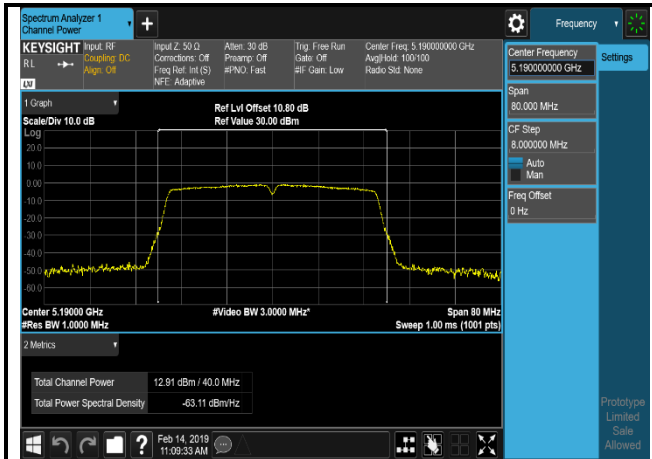 Spectrum Analyzer 1
Channel Power
Frequency
KEYSIGHT
RL
LXI
Input: RF
Coupling: DC
Align: Off
Input Z: 50 Ω
Corrections: Off
Freq Ref: Int (S)
NFE: Adaptive
Atten: 30 dB
Preamp: Off
#PNO: Fast
Trig: Free Run
Gate: Off
#IF Gain: Low
Center Freq: 5.190000000 GHz
Avg|Hold: 100/100
Radio Std: None
Center Frequency
5.190000000 GHz
Settings
Span
80.000 MHz
CF Step
8.000000 MHz
Auto
Man
Freq Offset
0 Hz
1 Graph
Scale/Div 10.0 dB
Ref Lvl Offset 10.80 dB
Ref Value 30.00 dBm
Log
20.0
10.0
0.00
-10.0
-20.0
-30.0
-40.0
-50.0
-60.0
Center 5.19000 GHz
#Res BW 1.0000 MHz
#Video BW 3.0000 MHz*
Span 80 MHz
Sweep 1.00 ms (1001 pts)
2 Metrics
Total Channel Power 12.91 dBm / 40.0 MHz
Total Power Spectral Density -63.11 dBm/Hz
Prototype
Limited
Sale
Allowed
?
Feb 14, 2019
11:09:33 AM